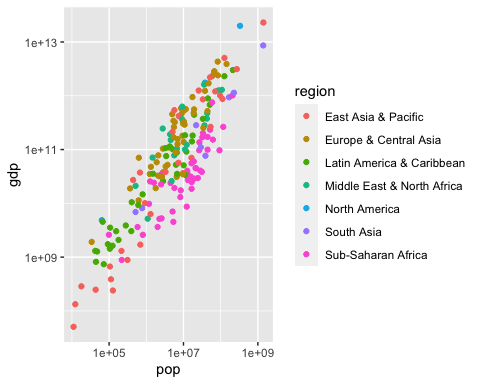 1e+13
1e+11
1e+09
gdp
1e+05
1e+07
1e+09
pop
region
East Asia & Pacific
Europe & Central Asia
Latin America & Caribbean
Middle East & North Africa
North America
South Asia
Sub-Saharan Africa